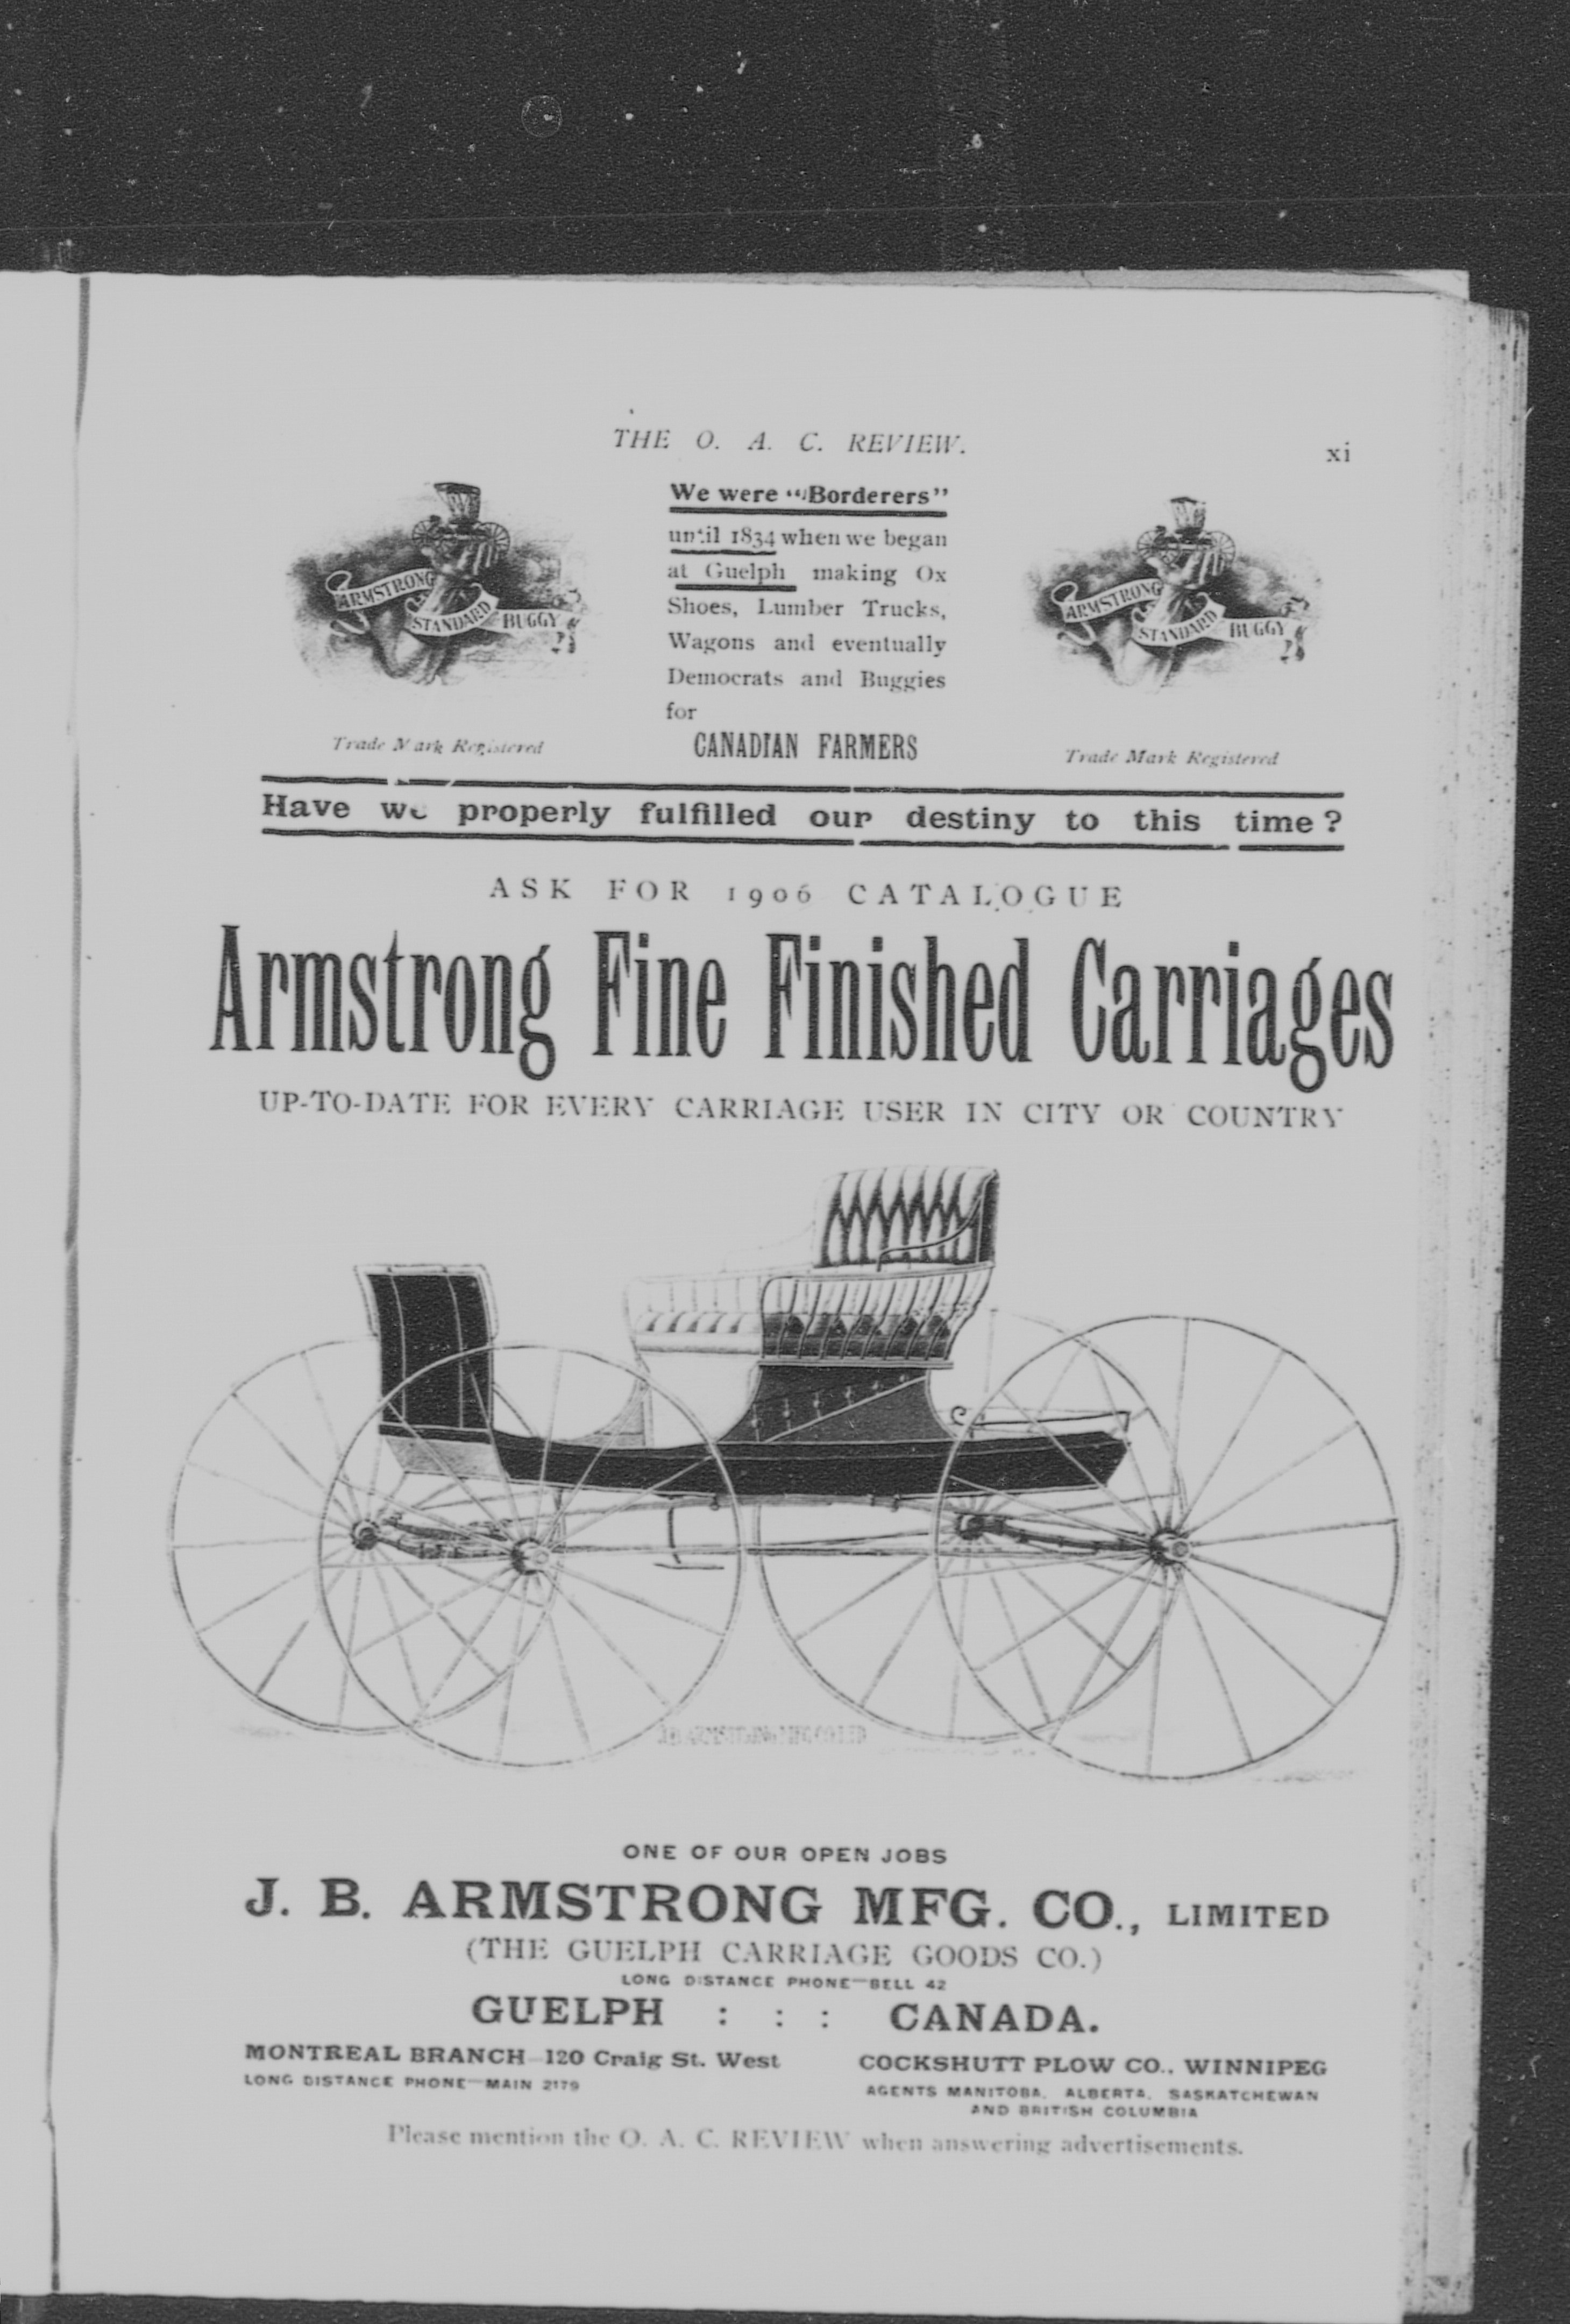 THE O. A. C. REVIEW.
xi
ARMSTRONG
STANDARD
BUGGY
Trade Mark Registered
We were "Borderers"
until 1834 when we began
at Guelph making Ox
Shoes, Lumber Trucks,
Wagons and eventually
Democrats and Buggies
for
CANADIAN FARMERS
ARMSTRONG
STANDARD
BUGGY
Trade Mark Registered
Have we properly fulfilled our destiny to this time?
ASK FOR 1906 CATALOGUE
Armstrong Fine Finished Carriages
UP-TO-DATE FOR EVERY CARRIAGE USER IN CITY OR COUNTRY
ONE OF OUR OPEN JOBS
J. B. ARMSTRONG MFG. CO., LIMITED
(THE GUELPH CARRIAGE GOODS CO.)
LONG DISTANCE PHONE—BELL 42
GUELPH : : : CANADA.
MONTREAL BRANCH 120 Craig St. West
LONG DISTANCE PHONE—MAIN 2179
COCKSHUTT PLOW CO., WINNIPEG
AGENTS MANITOBA, ALBERTA, SASKATCHEWAN
AND BRITISH COLUMBIA
Please mention the O. A. C. REVIEW when answering advertisements.